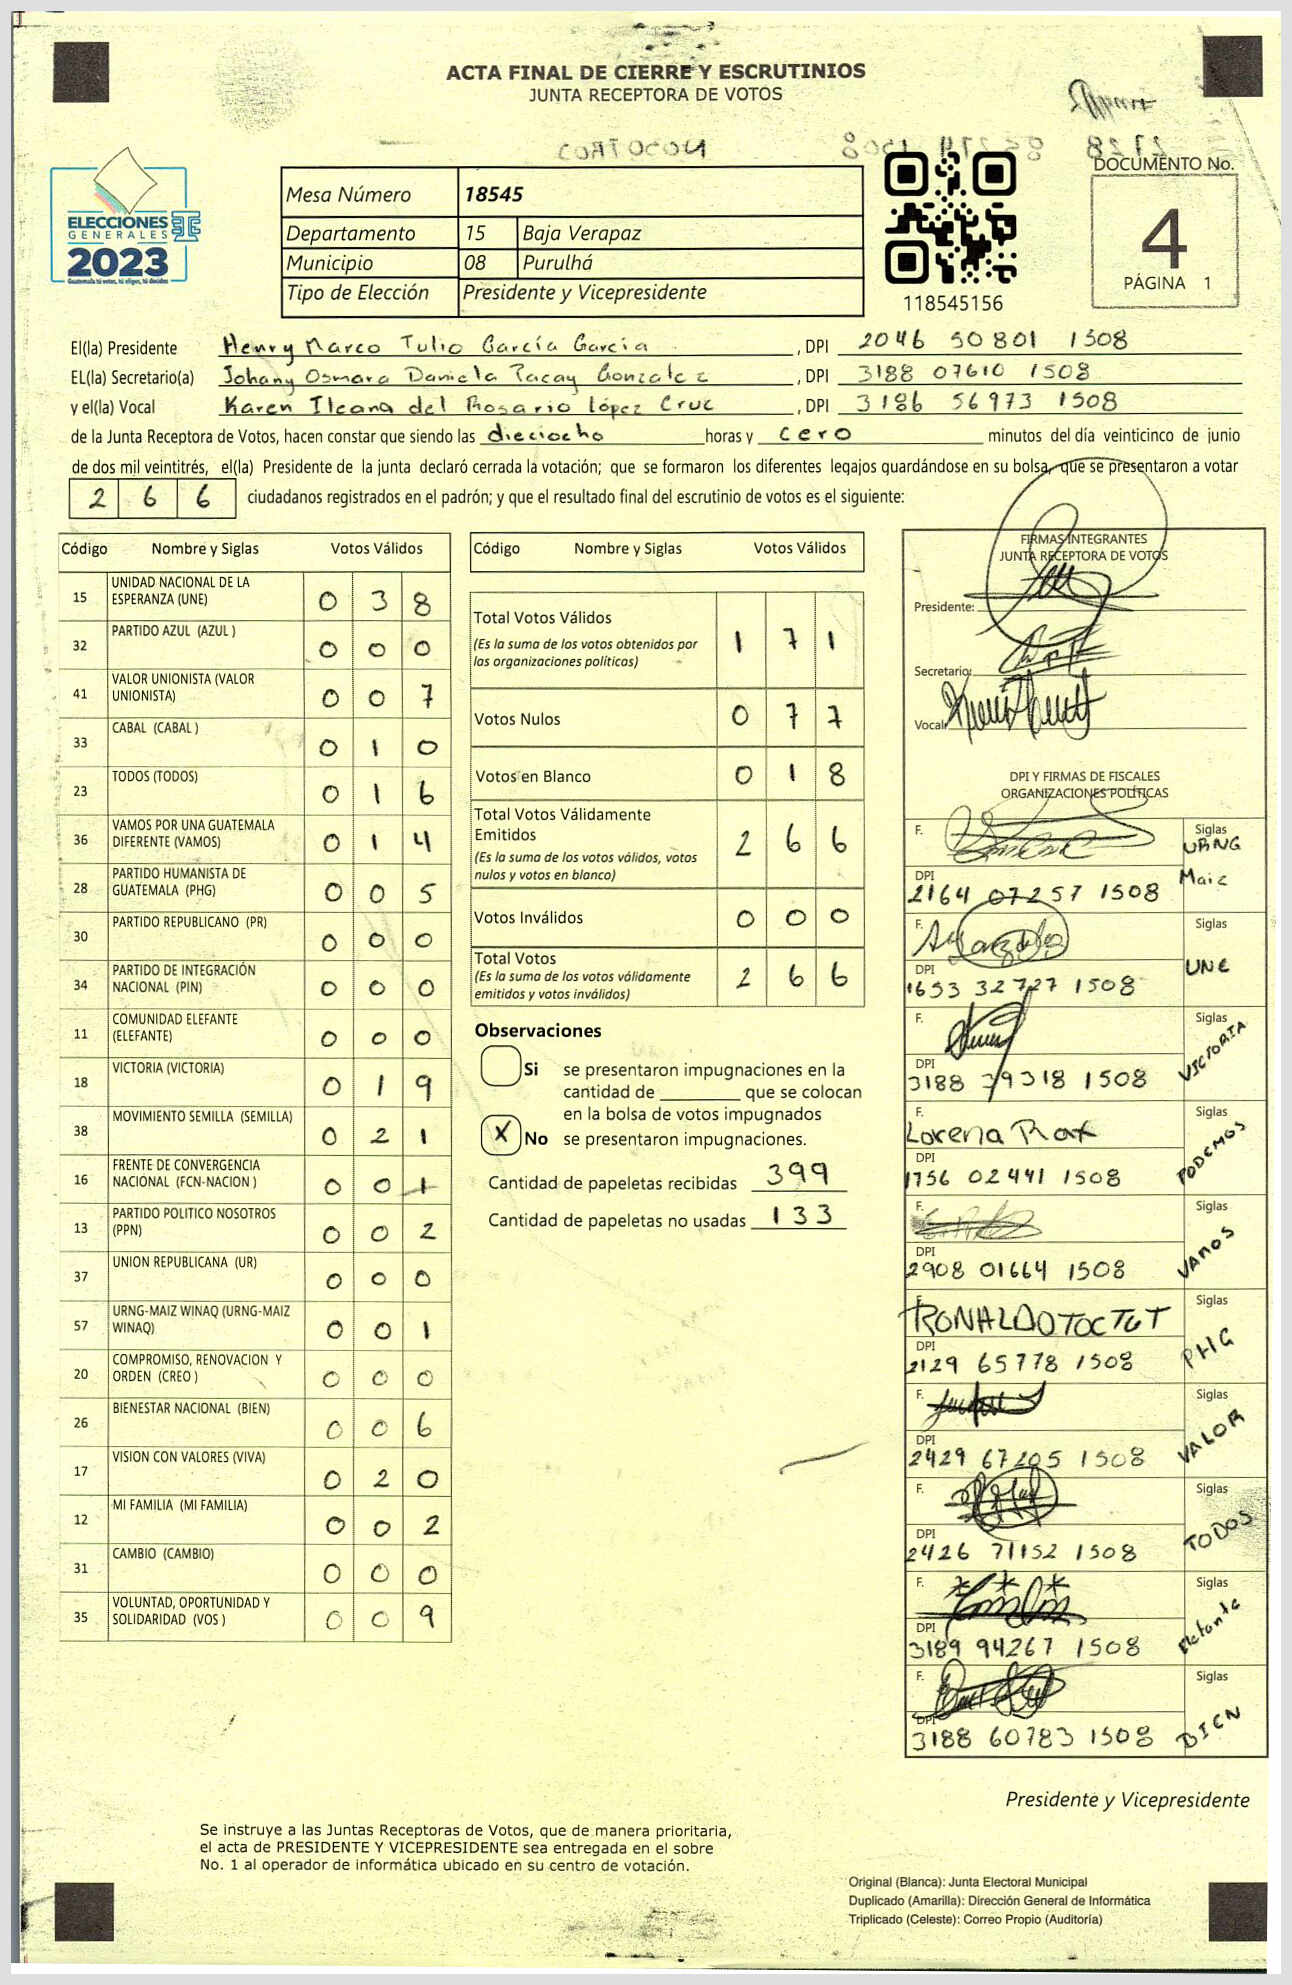 ACTA FINAL DE CIERRE Y ESCRUTINIOS
JUNTA RECEPTORA DE VOTOS
ELECCIONES
GENERALES
2023
Guatemala tú votas, tú eliges, tú decides
Mesa Número 18545
Departamento 15 Baja Verapaz
Municipio 08 Purulhá
Tipo de Elección Presidente y Vicepresidente
118545156
DOCUMENTO No.
4
PÁGINA 1
El(la) Presidente Henry Marco Tulio García García, DPI 2046 50801 1508
EL(la) Secretario(a) Johany Osmara Daniela Pacay Gonzalez, DPI 3188 07610 1508
y el(la) Vocal Karen Ileana del Rosario lópez Cruz, DPI 3186 56973 1508
de la Junta Receptora de Votos, hacen constar que siendo las dieciocho horas y cero minutos del día veinticinco de junio
de dos mil veintitrés, el(la) Presidente de la junta declaró cerrada la votación; que se formaron los diferentes legajos guardándose en su bolsa, que se presentaron a votar
266 ciudadanos registrados en el padrón; y que el resultado final del escrutinio de votos es el siguiente:
Código Nombre y Siglas Votos Válidos
15 UNIDAD NACIONAL DE LA ESPERANZA (UNE) 0 3 8
32 PARTIDO AZUL (AZUL ) 0 0 0
41 VALOR UNIONISTA (VALOR UNIONISTA) 0 0 7
33 CABAL (CABAL ) 0 1 0
23 TODOS (TODOS) 0 1 6
36 VAMOS POR UNA GUATEMALA DIFERENTE (VAMOS) 0 1 4
28 PARTIDO HUMANISTA DE GUATEMALA (PHG) 0 0 5
30 PARTIDO REPUBLICANO (PR) 0 0 0
34 PARTIDO DE INTEGRACIÓN NACIONAL (PIN) 0 0 0
11 COMUNIDAD ELEFANTE (ELEFANTE) 0 0 0
18 VICTORIA (VICTORIA) 0 1 9
38 MOVIMIENTO SEMILLA (SEMILLA) 0 2 1
16 FRENTE DE CONVERGENCIA NACIONAL (FCN-NACION ) 0 0 1
13 PARTIDO POLITICO NOSOTROS (PPN) 0 0 2
37 UNION REPUBLICANA (UR) 0 0 0
57 URNG-MAIZ WINAQ (URNG-MAIZ WINAQ) 0 0 1
20 COMPROMISO, RENOVACION Y ORDEN (CREO ) 0 0 0
26 BIENESTAR NACIONAL (BIEN) 0 0 6
17 VISION CON VALORES (VIVA) 0 2 0
12 MI FAMILIA (MI FAMILIA) 0 0 2
31 CAMBIO (CAMBIO) 0 0 0
35 VOLUNTAD, OPORTUNIDAD Y SOLIDARIDAD (VOS ) 0 0 9
Código Nombre y Siglas Votos Válidos
Total Votos Válidos 1 7 1
(Es la suma de los votos obtenidos por
las organizaciones políticas)
Votos Nulos 0 7 7
Votos en Blanco 0 1 8
Total Votos Válidamente
Emitidos 2 6 6
(Es la suma de los votos válidos, votos
nulos y votos en blanco)
Votos Inválidos 0 0 0
Total Votos 2 6 6
(Es la suma de los votos válidamente
emitidos y votos inválidos)
Observaciones
Si se presentaron impugnaciones en la
cantidad de ________ que se colocan
en la bolsa de votos impugnados
X No se presentaron impugnaciones.
Cantidad de papeletas recibidas 399
Cantidad de papeletas no usadas 133
FIRMAS INTEGRANTES
JUNTA RECEPTORA DE VOTOS
Presidente:
Secretario:
Vocal:
DPI Y FIRMAS DE FISCALES
ORGANIZACIONES POLÍTICAS
F. Siglas URNG Maiz
DPI 2164 07257 1508
F. Siglas UNE
DPI 1653 32727 1508
F. Siglas VICTORIA
DPI 3188 39318 1508
F. Lorena Siglas PODEMOS
DPI 1756 02441 1508
F. Siglas VAMOS
DPI 2908 01664 1508
F. RONALDO TOC TUT Siglas PHG
DPI 2129 65778 1508
F. Siglas VALOR
DPI 2429 67205 1508
F. Siglas TODOS
DPI 2426 71152 1508
F. Siglas
DPI 3189 94267 1508
F. Siglas BIEN
DPI 3188 60783 1508
Presidente y Vicepresidente
Se instruye a las Juntas Receptoras de Votos, que de manera prioritaria,
el acta de PRESIDENTE Y VICEPRESIDENTE sea entregada en el sobre
No. 1 al operador de informática ubicado en su centro de votación.
Original (Blanca): Junta Electoral Municipal
Duplicado (Amarilla): Dirección General de Informática
Triplicado (Celeste): Correo Propio (Auditoría)